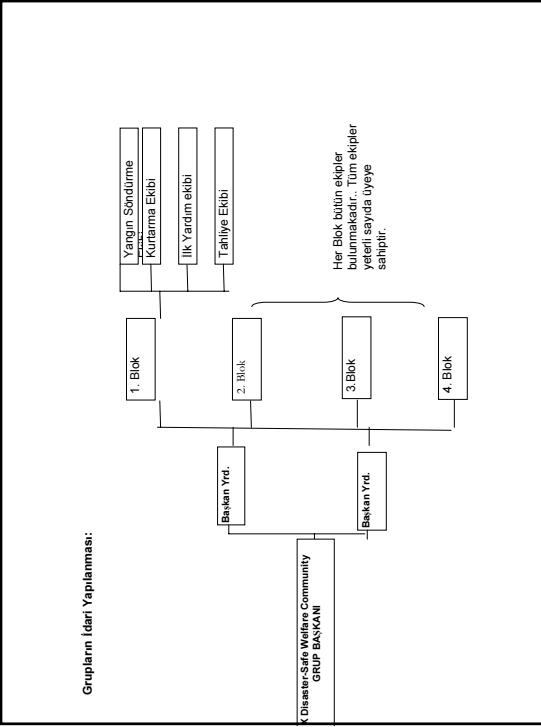 Grupların İdari Yapılanması:
X Disaster-Safe Welfare Community
GRUP BAŞKANI
Başkan Yrd.
Başkan Yrd.
1. Blok
2. Blok
3.Blok
4. Blok
Yangın Söndürme
Kurtarma Ekibi
Ilk Yardım ekibi
Tahliye Ekibi
Her Blok bütün ekipler
bulunmakadır.. Tüm ekipler
yeterli sayıda üyeye
sahiptir.